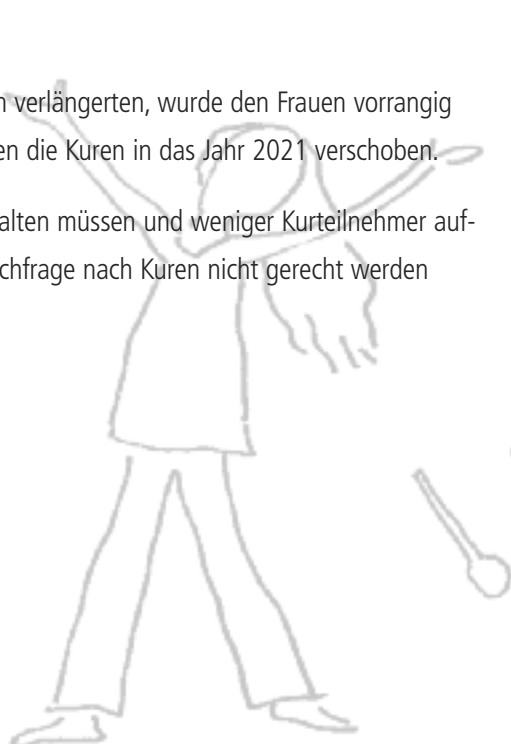 verlängerten, wurde den Frauen vorrangig
en die Kuren in das Jahr 2021 verschoben.
alten müssen und weniger Kurteilnehmer auf-
chfrage nach Kuren nicht gerecht werden